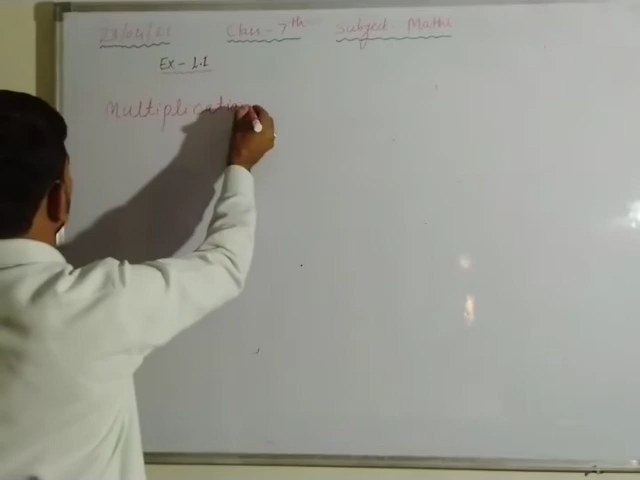 23/04/21 Class - 7th Subject Maths
Ex - 1.1
Multiplication